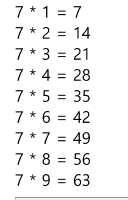 7 * 1 = 7
7 * 2 = 14
7 * 3 = 21
7 * 4 = 28
7 * 5 = 35
7 * 6 = 42
7 * 7 = 49
7 * 8 = 56
7 * 9 = 63